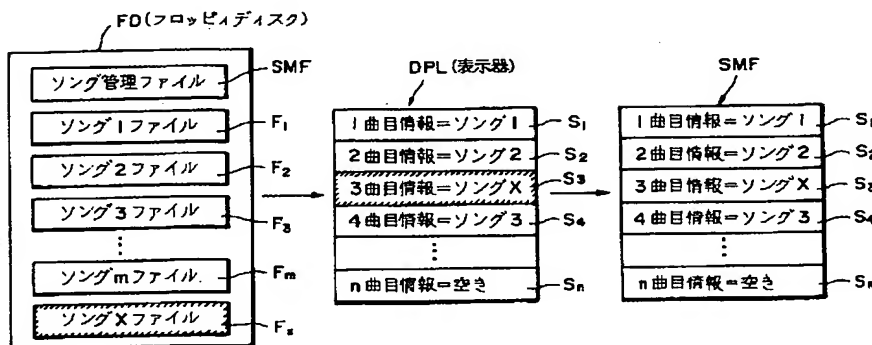 FD(フロッピィディスク)
ソング管理ファイル
SMF
ソング1ファイル
F1
ソング2ファイル
F2
ソング3ファイル
F3
⋮
ソングmファイル
Fm
ソングXファイル
Fx
DPL(表示器)
1曲目情報=ソング1
S1
2曲目情報=ソング2
S2
3曲目情報=ソングX
S3
4曲目情報=ソング3
S4
⋮
n曲目情報=空き
Sn
SMF
1曲目情報=ソング1
S1
2曲目情報=ソング2
S2
3曲目情報=ソングX
S3
4曲目情報=ソング3
S4
⋮
n曲目情報=空き
Sn